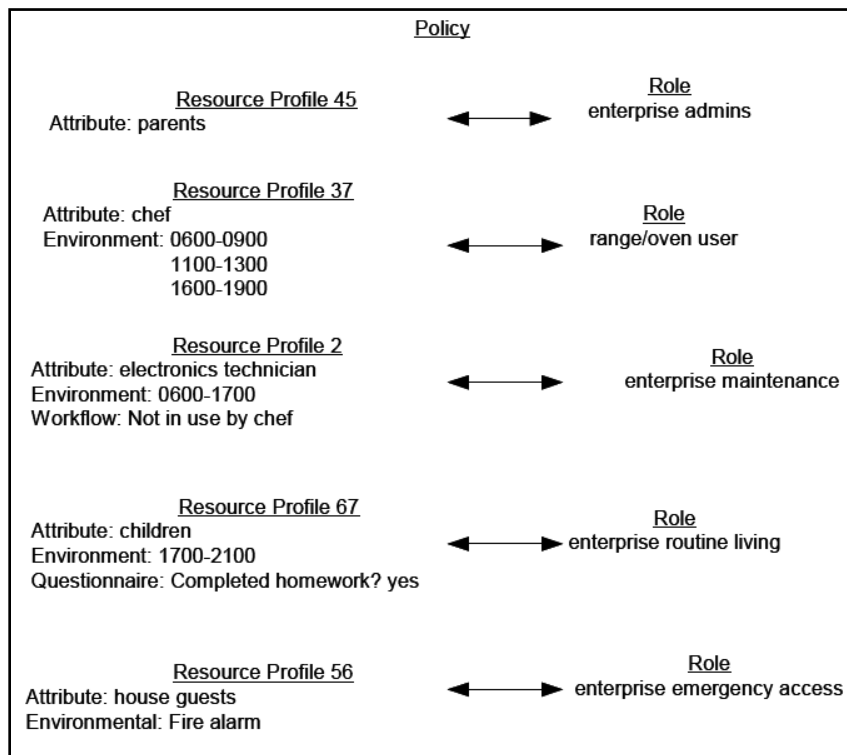 Policy
Resource Profile 45
Attribute: parents
Role
enterprise admins
Resource Profile 37
Attribute: chef
Environment: 0600-0900
1100-1300
1600-1900
Role
range/oven user
Resource Profile 2
Attribute: electronics technician
Environment: 0600-1700
Workflow: Not in use by chef
Role
enterprise maintenance
Resource Profile 67
Attribute: children
Environment: 1700-2100
Questionnaire: Completed homework? yes
Role
enterprise routine living
Resource Profile 56
Attribute: house guests
Environmental: Fire alarm
Role
enterprise emergency access